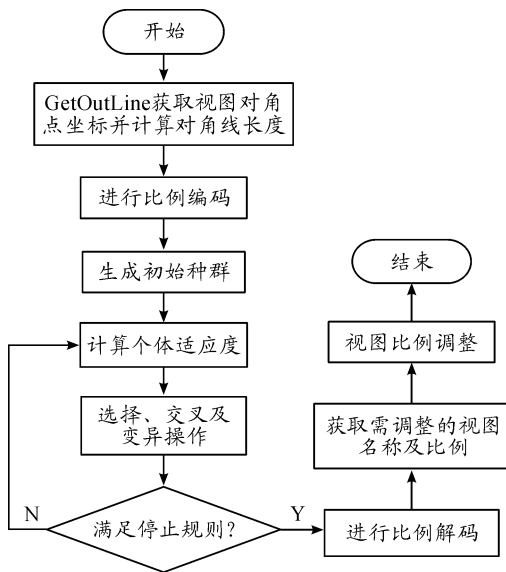 开始
GetOutLine获取视图对角
点坐标并计算对角线长度
进行比例编码
生成初始种群
计算个体适应度
选择、交叉及
变异操作
满足停止规则?
N
Y
进行比例解码
获取需调整的视图
名称及比例
视图比例调整
结束